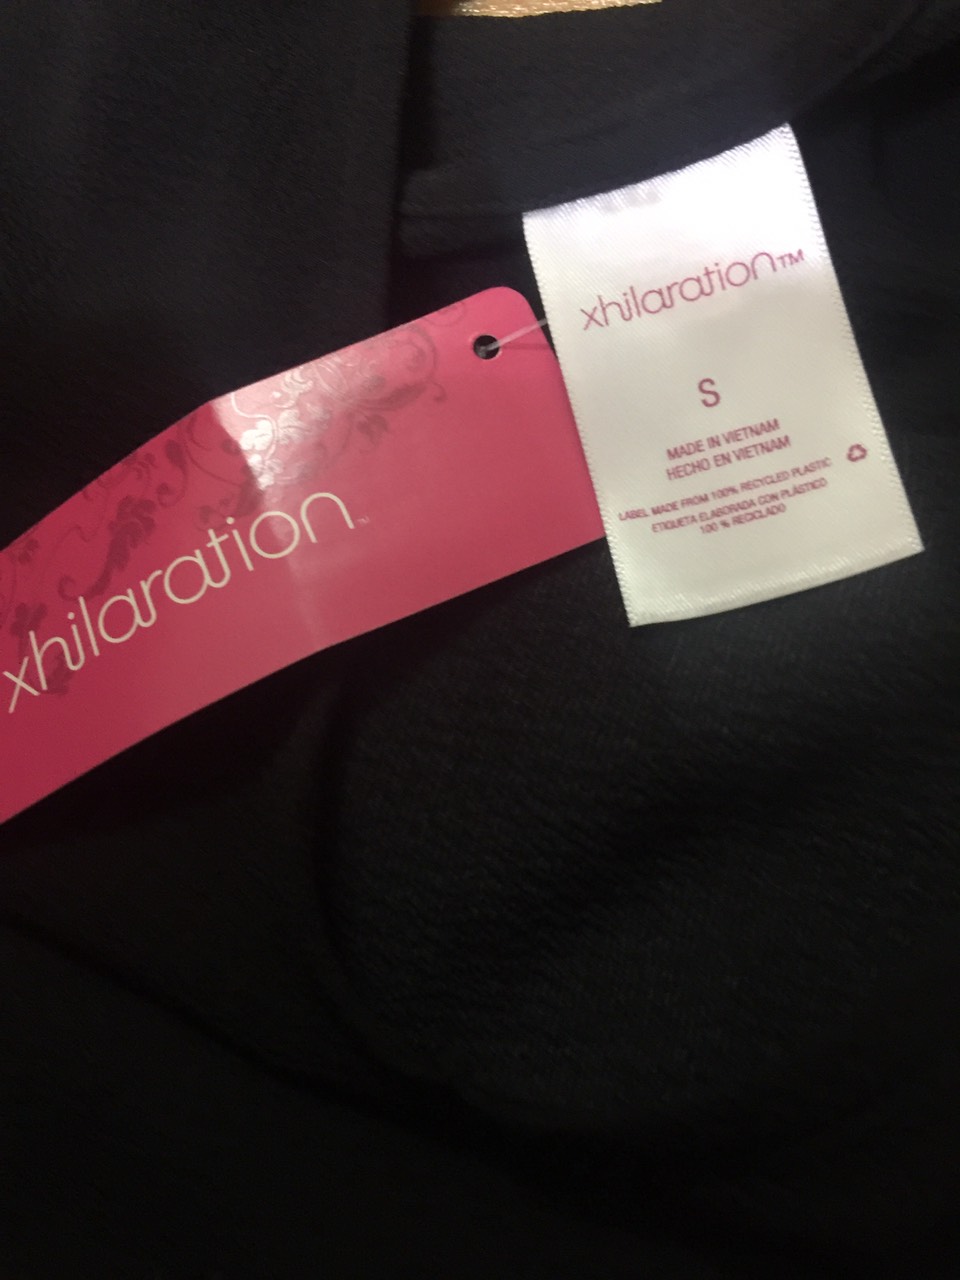 xhilaration™
xhilaration™
S
MADE IN VIETNAM
HECHO EN VIETNAM
LABEL MADE FROM 100% RECYCLED PLASTIC
ETIQUETA ELABORADA CON PLÁSTICO
100 % RECICLADO